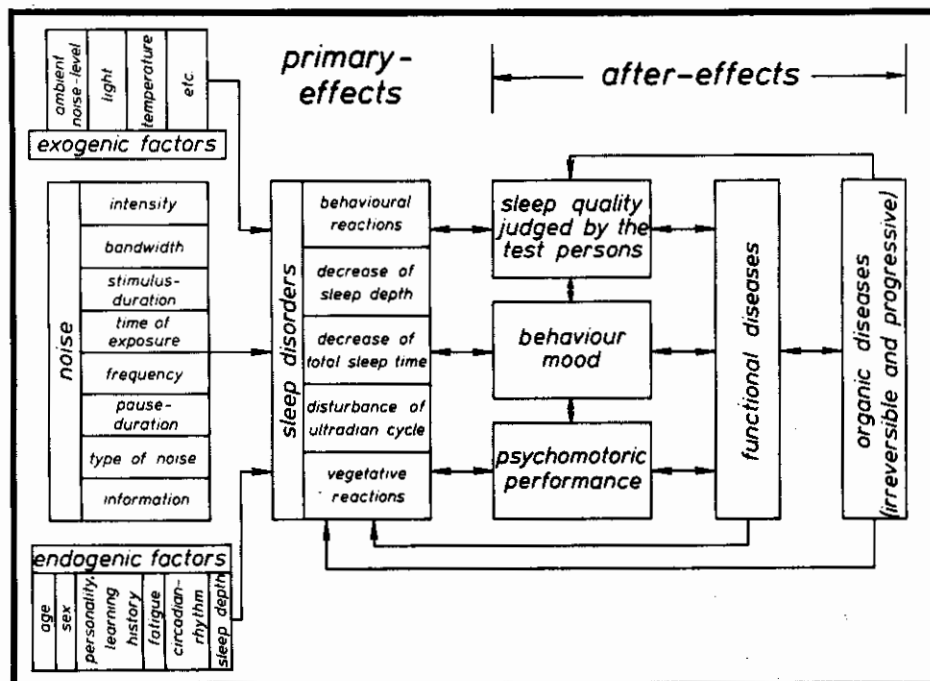 ambient
noise-level
light
temperature
etc.
exogenic factors
primary-
effects
after-effects
noise
intensity
bandwidth
stimulus-
duration
time of
exposure
frequency
pause-
duration
type of noise
information
endogenic factors
age
sex
personality,
learning
history
fatigue
circadian-
rhythm
sleep depth
sleep disorders
behavioural
reactions
decrease of
sleep depth
decrease of
total sleep time
disturbance of
ultradian cycle
vegetative
reactions
sleep quality
judged by the
test persons
behaviour
mood
psychomotoric
performance
functional diseases
organic diseases
(irreversible and progressive)